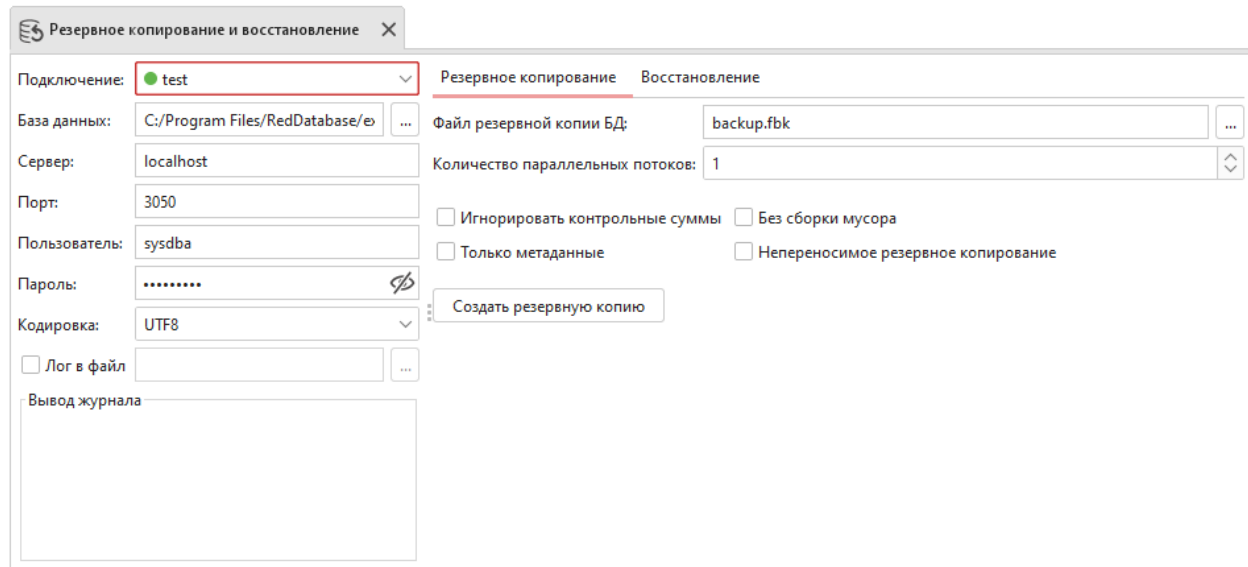 Резервное копирование и восстановление
Подключение: test
База данных: C:/Program Files/RedDatabase/ex ...
Сервер: localhost
Порт: 3050
Пользователь: sysdba
Пароль: •••••••••
Кодировка: UTF8
Лог в файл ...
Вывод журнала
Резервное копирование Восстановление
Файл резервной копии БД: backup.fbk ...
Количество параллельных потоков: 1
Игнорировать контрольные суммы Без сборки мусора
Только метаданные Непереносимое резервное копирование
Создать резервную копию